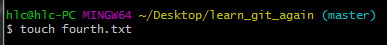 hlc@hlc-PC MINGW64 ~/Desktop/learn_git_again (master)
$ touch fourth.txt